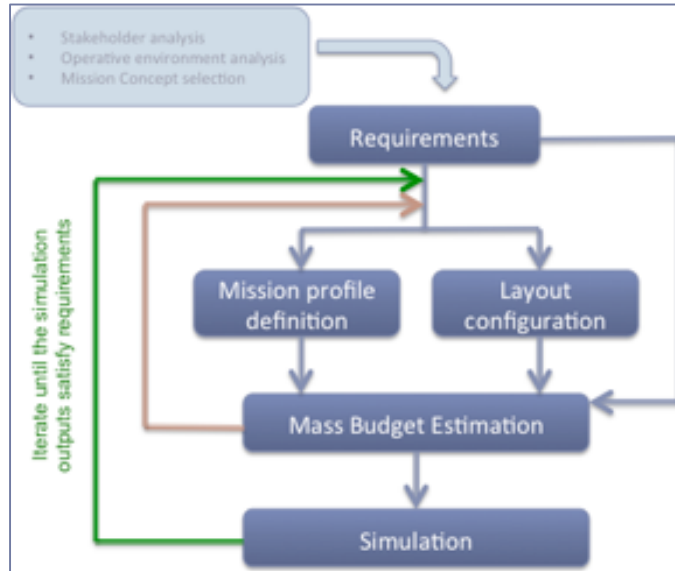 • Stakeholder analysis
• Operative environment analysis
• Mission Concept selection
Requirements
Mission profile
definition
Layout
configuration
Mass Budget Estimation
Simulation
Iterate until the simulation
outputs satisfy requirements